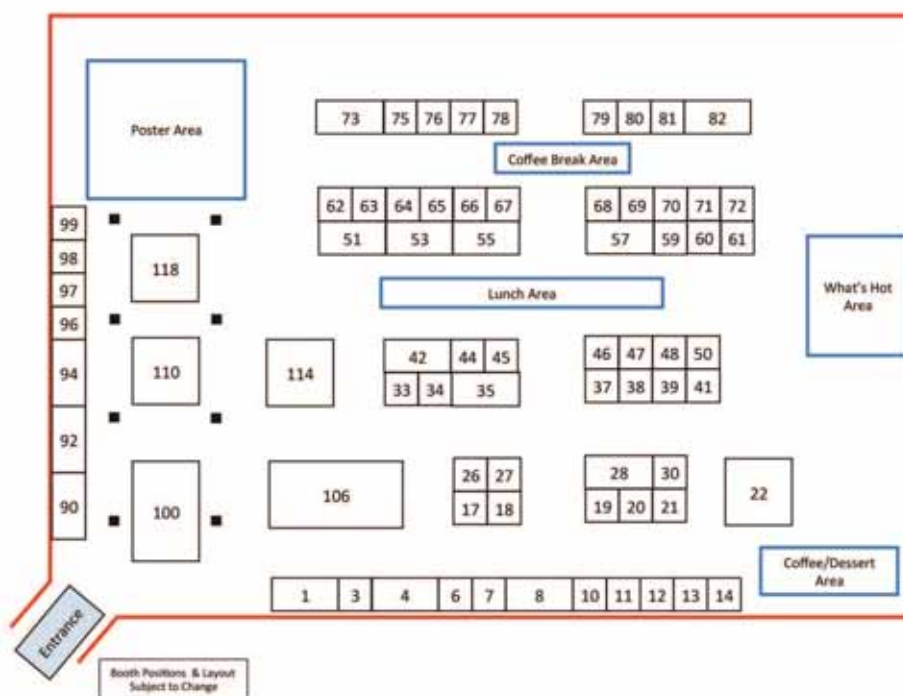 Poster Area
73 75 76 77 78 79 80 81 82
Coffee Break Area
62 63 64 65 66 67 68 69 70 71 72
51 53 55 57 59 60 61
99
98
97
96
94
92
90
118
110
100
Lunch Area
What's Hot
Area
114
42 44 45 46 47 48 50
33 34 35 37 38 39 41
106
26 27 28 30
17 18 19 20 21
22
Coffee/Dessert
Area
1 3 4 6 7 8 10 11 12 13 14
Entrance
Booth Positions & Layout
Subject to Change